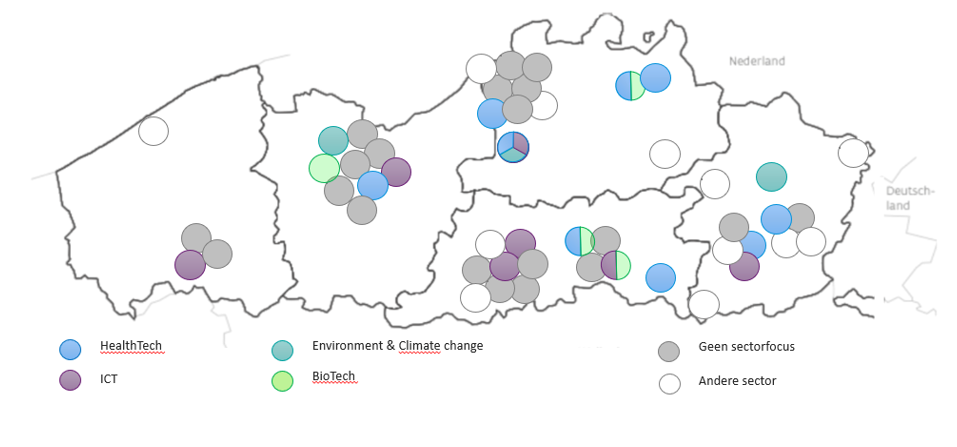 Nederland
Deutsch-
land
HealthTech
Environment & Climate change
Geen sectorfocus
ICT
BioTech
Andere sector